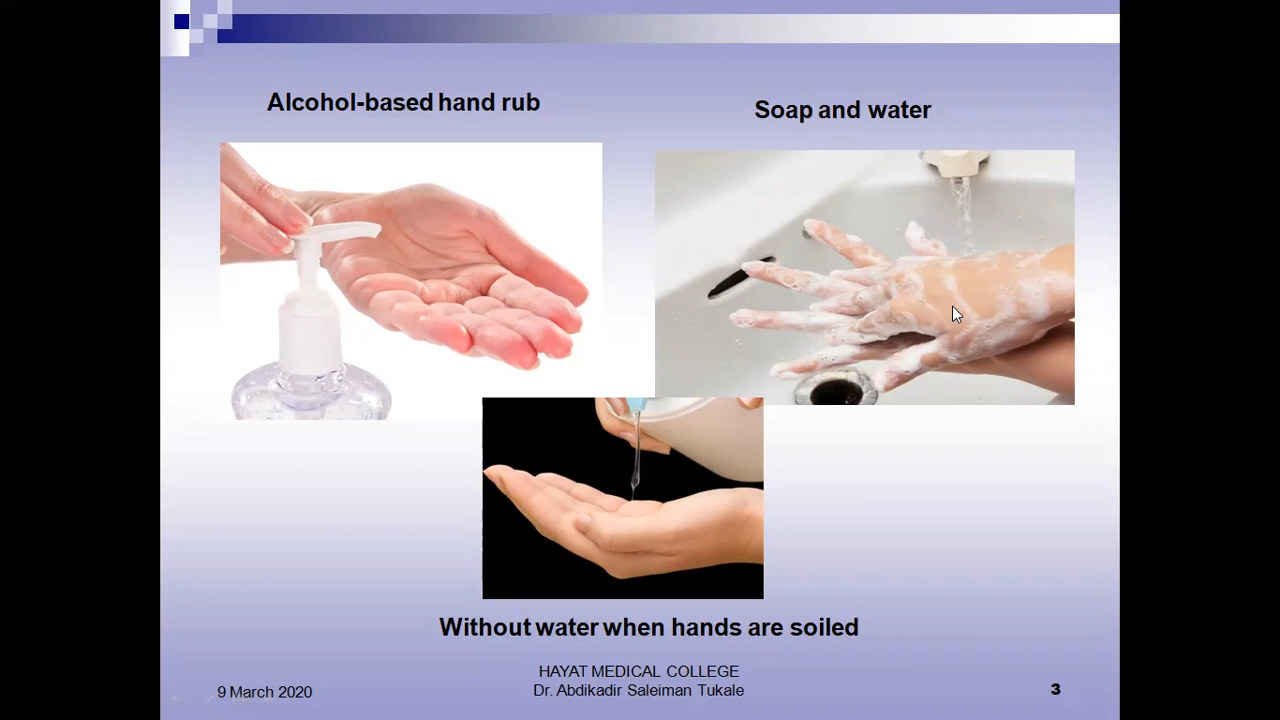 Alcohol-based hand rub
Soap and water
Without water when hands are soiled
HAYAT MEDICAL COLLEGE
9 March 2020
Dr. Abdikadir Saleiman Tukale
3